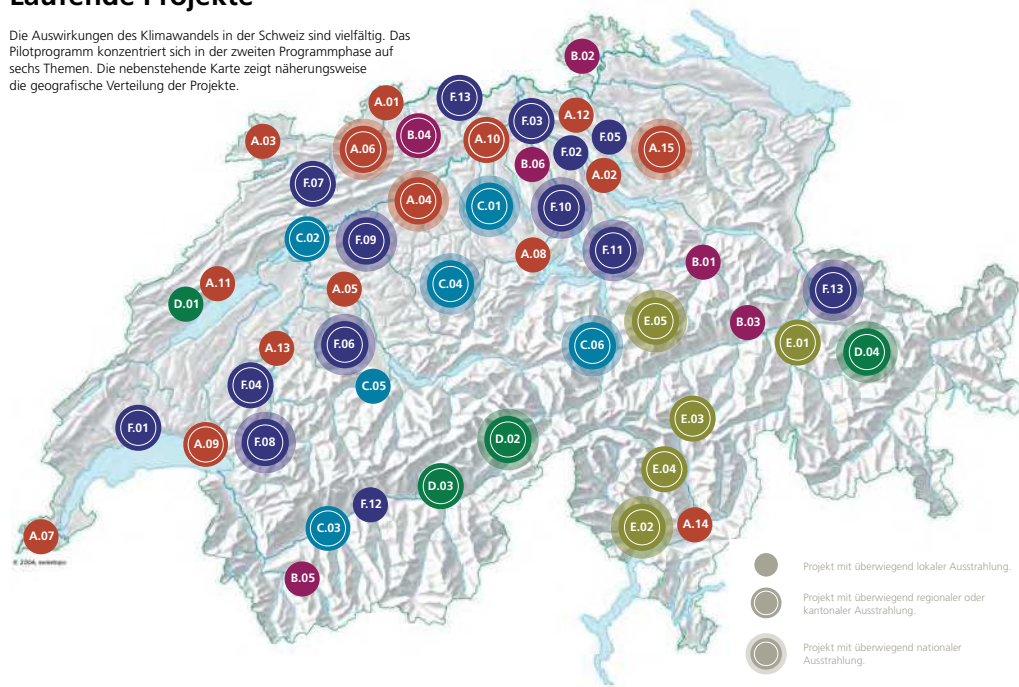 Laufende Projekte
Die Auswirkungen des Klimawandels in der Schweiz sind vielfältig. Das
Pilotprogramm konzentriert sich in der zweiten Programmphase auf
sechs Themen. Die nebenstehende Karte zeigt näherungsweise
die geografische Verteilung der Projekte.
B.02
A.01
F.13
A.03
A.06
B.04
A.10
F.03
A.12
F.02
F.05
A.15
B.06
A.02
F.07
A.04
C.01
F.10
C.02
F.09
A.08
F.11
B.01
A.11
D.01
A.05
C.04
F.13
E.05
B.03
F.06
C.06
E.01
D.04
A.13
F.04
C.05
F.01
A.09
F.08
D.02
E.03
E.04
D.03
F.12
C.03
E.02
A.14
A.07
© 2004, swisstopo
B.05
Projekt mit überwiegend lokaler Ausstrahlung.
Projekt mit überwiegend regionaler oder
kantonaler Ausstrahlung.
Projekt mit überwiegend nationaler
Ausstrahlung.